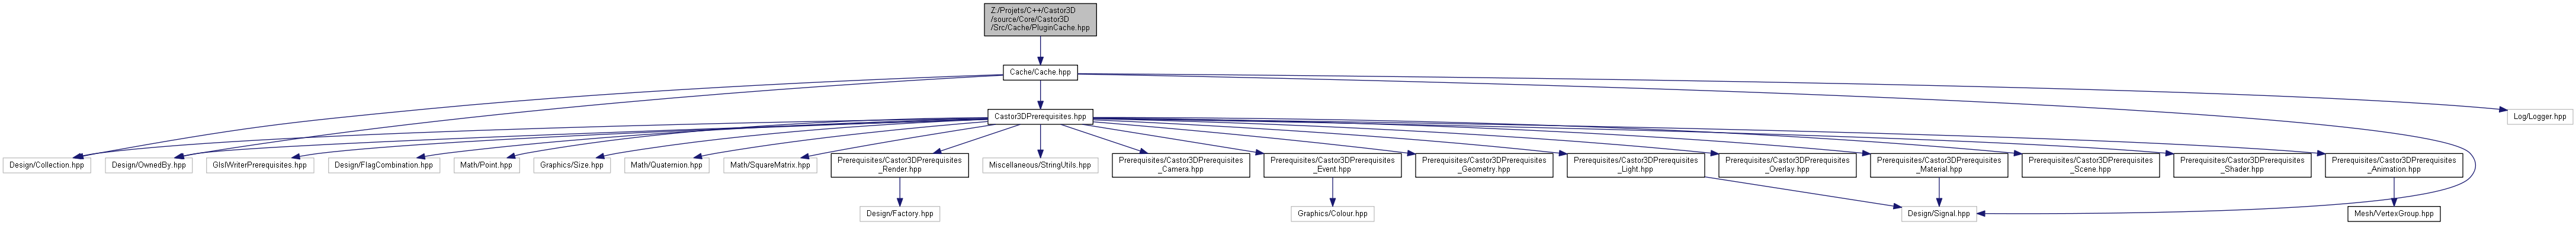 Z:/Projets/C++/Castor3D
/source/Core/Castor3D
/Src/Cache/PluginCache.hpp
Cache/Cache.hpp
Castor3DPrerequisites.hpp
Log/Logger.hpp
Design/Collection.hpp
Design/OwnedBy.hpp
GlslWriterPrerequisites.hpp
Design/FlagCombination.hpp
Math/Point.hpp
Graphics/Size.hpp
Math/Quaternion.hpp
Math/SquareMatrix.hpp
Prerequisites/Castor3DPrerequisites
_Render.hpp
Miscellaneous/StringUtils.hpp
Prerequisites/Castor3DPrerequisites
_Camera.hpp
Prerequisites/Castor3DPrerequisites
_Event.hpp
Prerequisites/Castor3DPrerequisites
_Geometry.hpp
Prerequisites/Castor3DPrerequisites
_Light.hpp
Prerequisites/Castor3DPrerequisites
_Overlay.hpp
Prerequisites/Castor3DPrerequisites
_Material.hpp
Prerequisites/Castor3DPrerequisites
_Scene.hpp
Prerequisites/Castor3DPrerequisites
_Shader.hpp
Prerequisites/Castor3DPrerequisites
_Animation.hpp
Design/Factory.hpp
Graphics/Colour.hpp
Design/Signal.hpp
Mesh/VertexGroup.hpp